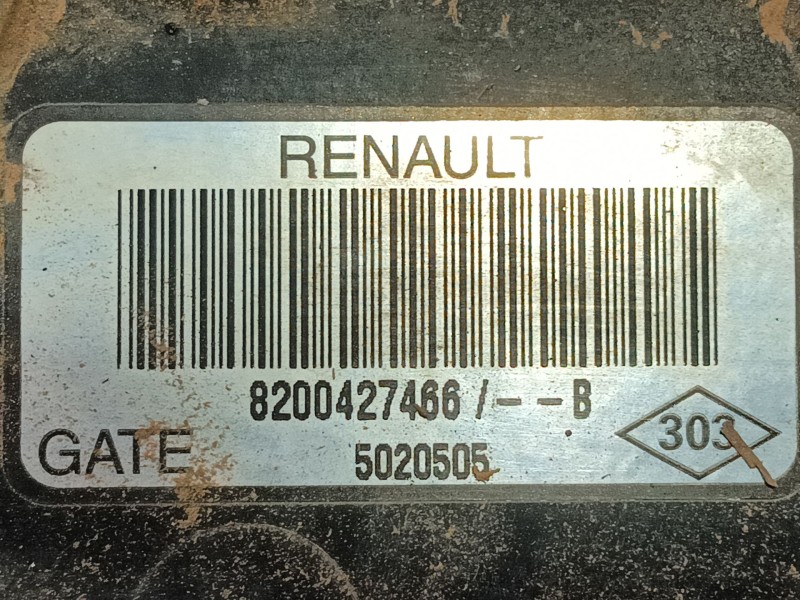 RENAULT
8200427466/--B
GATE
5020505
303